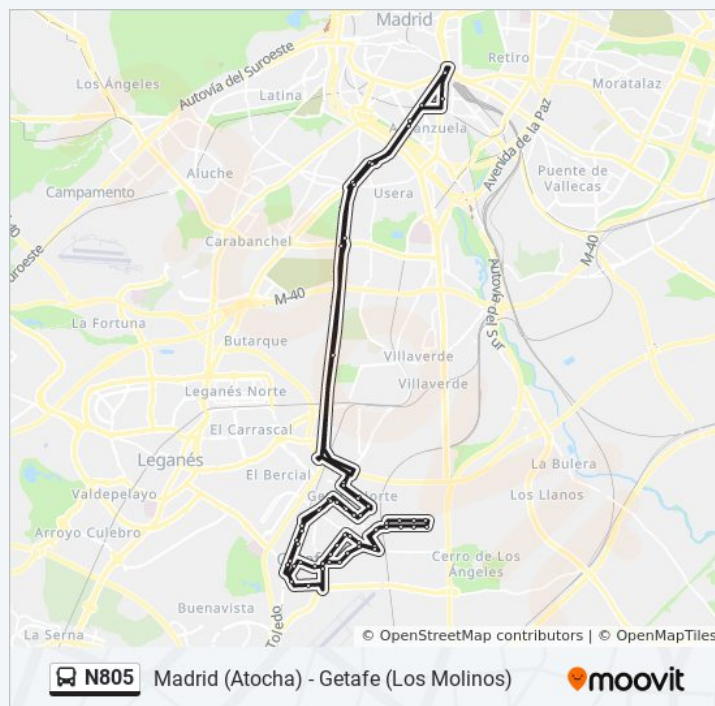 Madrid
Retiro
Los Ángeles
Autovía del Suroeste
Latina
Moratalaz
Avenida de la Paz
Aluche
Puente de
Vallecas
Usera
Campamento
Carabanchel
M-40
M-40
Autovía del Sur
La Fortuna
Butarque
Villaverde
Villaverde
Leganés Norte
El Carrascal
Leganés
El Bercial
La Bulera
Valdepelayo
Los Llanos
Arroyo Culebro
Cerro de Los
Ángeles
Buenavista
Toledo
La Serna
© OpenStreetMap contributors | © OpenMapTiles
N805
Madrid (Atocha) - Getafe (Los Molinos)
moovit